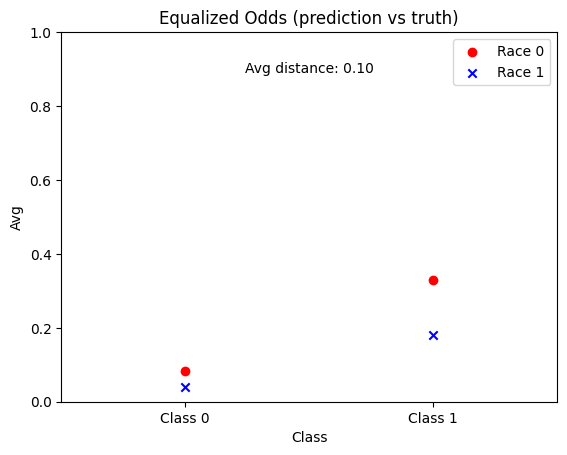 Equalized Odds (prediction vs truth)
Avg distance: 0.10
Race 0
Race 1
1.0
0.8
0.6
0.4
0.2
0.0
Avg
Class 0
Class 1
Class